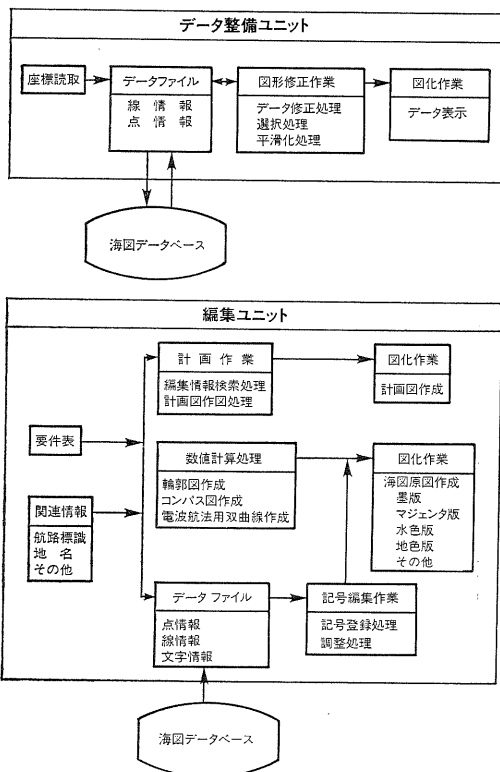 データ整備ユニット
座標読取
データファイル
線情報
点情報
図形修正作業
データ修正処理
選択処理
平滑化処理
図化作業
データ表示
海図データベース
編集ユニット
要件表
関連情報
航路標識
地名
その他
計画作業
編集情報検索処理
計画図作図処理
図化作業
計画図作成
数値計算処理
輪郭図作成
コンパス図作成
電波航法用双曲線作成
図化作業
海図原図作成
墨版
マジェンタ版
水色版
地色版
その他
データファイル
点情報
線情報
文字情報
記号編集作業
記号登録処理
調整処理
海図データベース